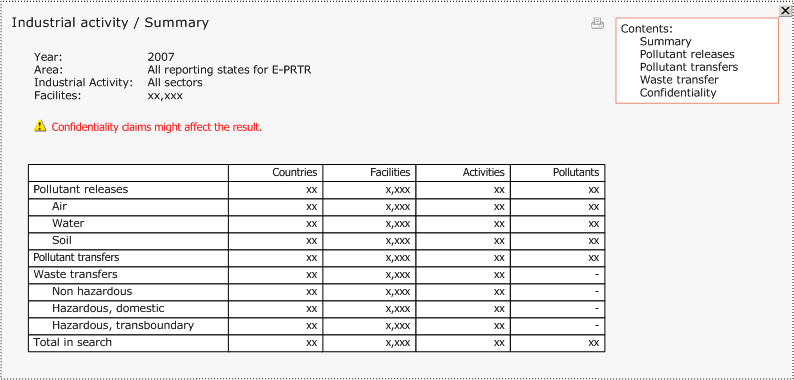 Industrial activity / Summary
Contents:
Summary
Pollutant releases
Pollutant transfers
Waste transfer
Confidentiality
Year: 2007
Area: All reporting states for E-PRTR
Industrial Activity: All sectors
Facilites: xx,xxx
Confidentiality claims might affect the result.
Countries Facilities Activities Pollutants
Pollutant releases xx x,xxx xx xx
Air xx x,xxx xx xx
Water xx x,xxx xx xx
Soil xx x,xxx xx xx
Pollutant transfers xx x,xxx xx xx
Waste transfers xx x,xxx xx -
Non hazardous xx x,xxx xx -
Hazardous, domestic xx x,xxx xx -
Hazardous, transboundary xx x,xxx xx -
Total in search xx x,xxx xx xx